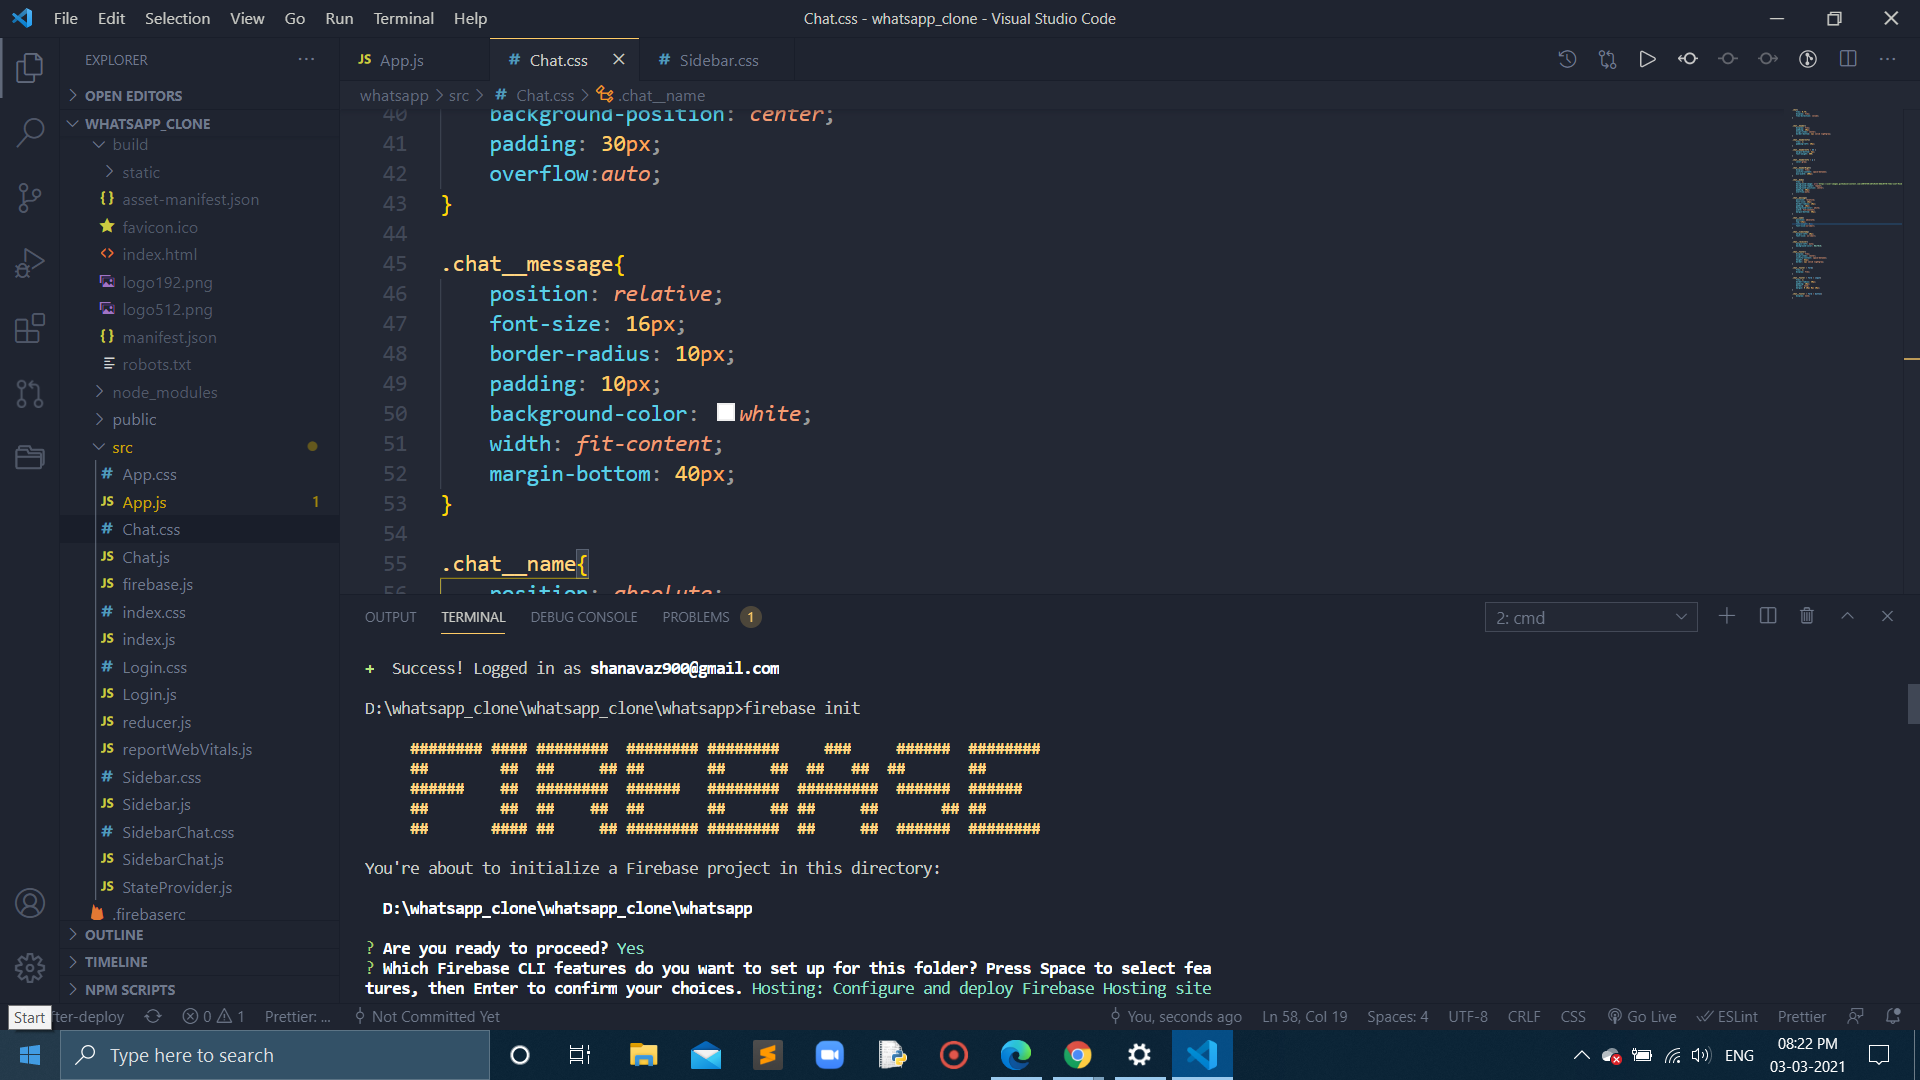 File Edit Selection View Go Run Terminal Help
Chat.css - whatsapp_clone - Visual Studio Code
EXPLORER
OPEN EDITORS
WHATSAPP_CLONE
build
static
asset-manifest.json
favicon.ico
index.html
logo192.png
logo512.png
manifest.json
robots.txt
node_modules
public
src
App.css
App.js 1
Chat.css
Chat.js
firebase.js
index.css
index.js
Login.css
Login.js
reducer.js
reportWebVitals.js
Sidebar.css
Sidebar.js
SidebarChat.css
SidebarChat.js
StateProvider.js
.firebaserc
OUTLINE
TIMELINE
NPM SCRIPTS
JS App.js # Chat.css # Sidebar.css
whatsapp > src > # Chat.css > .chat__name
40 background-position: center;
41 padding: 30px;
42 overflow:auto;
43 }
44
45 .chat__message{
46 position: relative;
47 font-size: 16px;
48 border-radius: 10px;
49 padding: 10px;
50 background-color: white;
51 width: fit-content;
52 margin-bottom: 40px;
53 }
54
55 .chat__name{
56 position: absolute;
OUTPUT TERMINAL DEBUG CONSOLE PROBLEMS 1
2: cmd
+ Success! Logged in as shanavaz900@gmail.com
D:\whatsapp_clone\whatsapp_clone\whatsapp>firebase init
FIREBASE
You're about to initialize a Firebase project in this directory:
D:\whatsapp_clone\whatsapp_clone\whatsapp
? Are you ready to proceed? Yes
? Which Firebase CLI features do you want to set up for this folder? Press Space to select fea
tures, then Enter to confirm your choices. Hosting: Configure and deploy Firebase Hosting site
Start
fter-deploy 0 1 Prettier: ... Not Committed Yet You, seconds ago Ln 58, Col 19 Spaces: 4 UTF-8 CRLF CSS Go Live ESLint Prettier
Type here to search
ENG
08:22 PM
03-03-2021